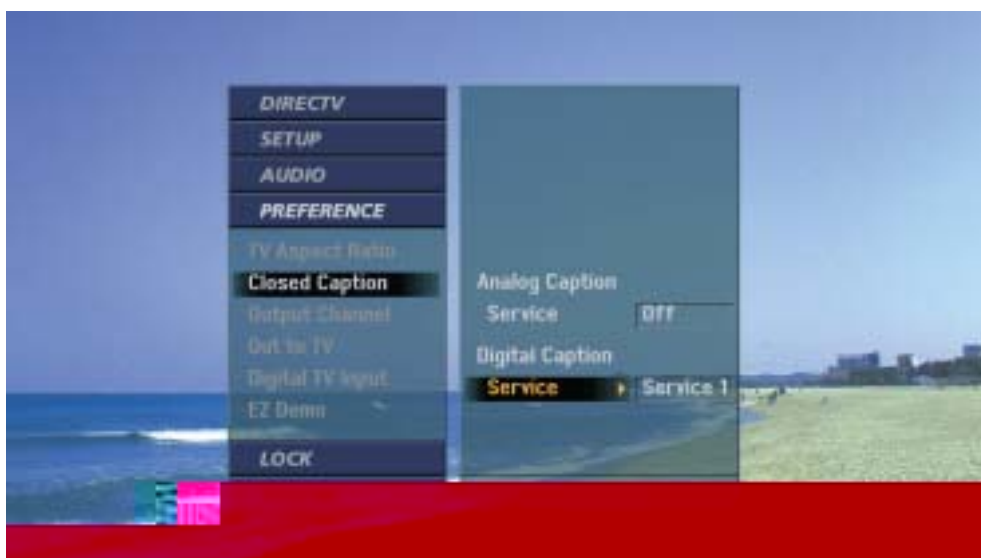 DIRECTV
SETUP
AUDIO
PREFERENCE
TV Aspect Ratio
Closed Caption
Output Channel
Out to TV
Digital TV Input
EZ Demo
LOCK
Analog Caption
Service Off
Digital Caption
Service Service 1